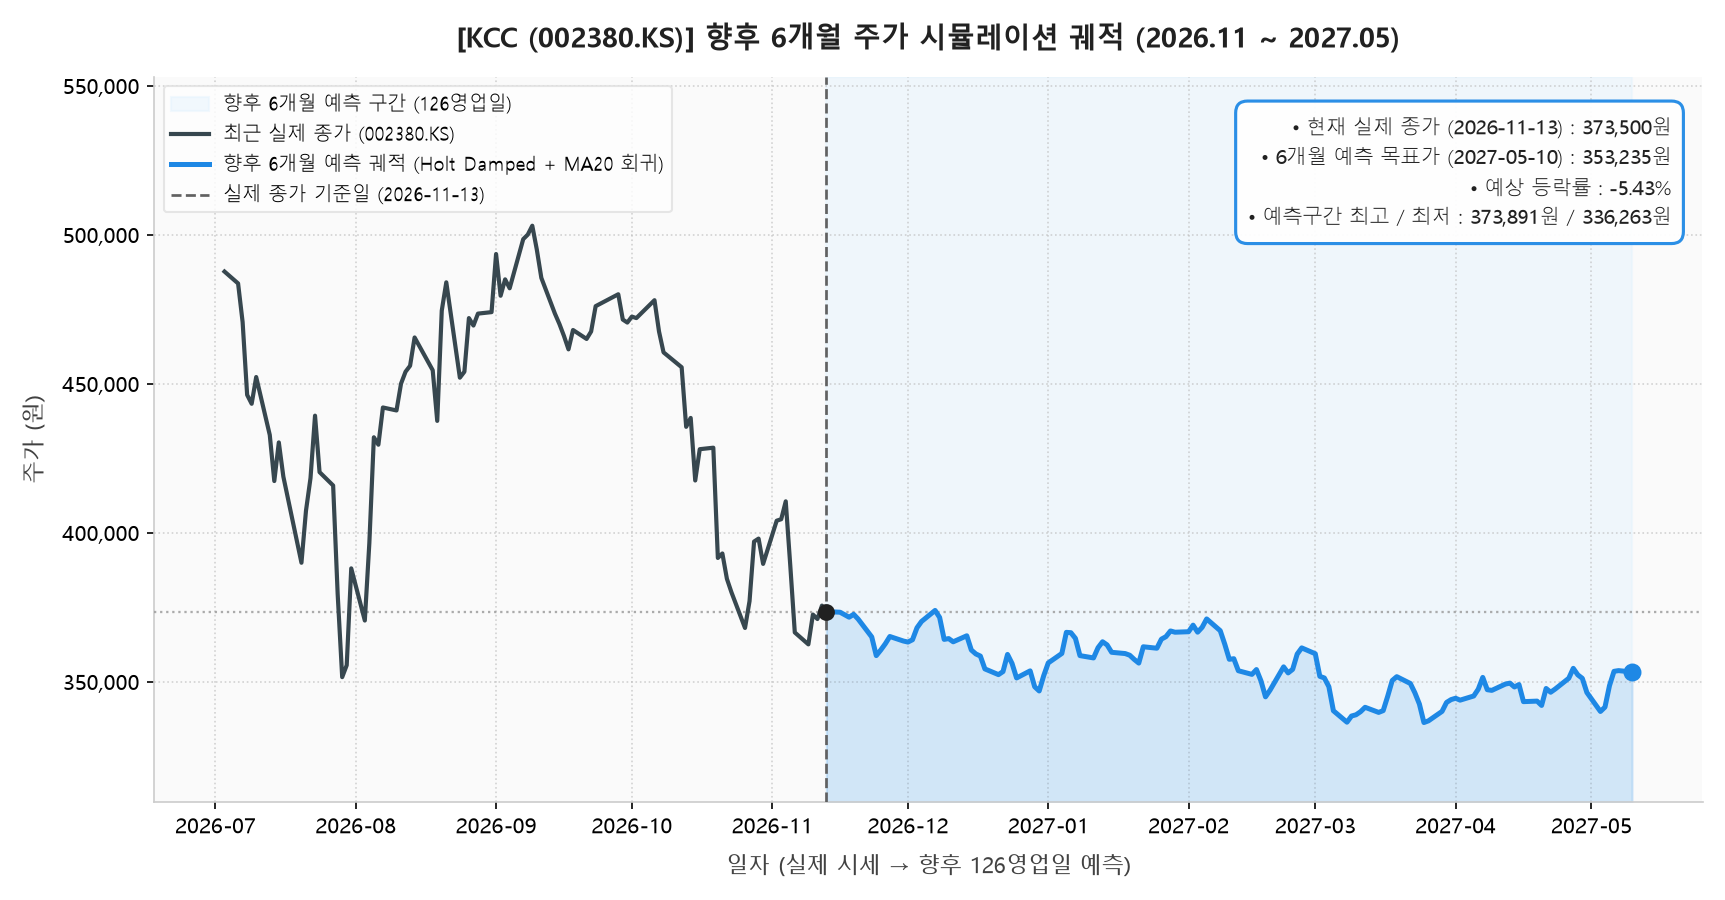 [KCC (002380.KS)] 향후 6개월 주가 시뮬레이션 궤적 (2026.11 ~ 2027.05)
향후 6개월 예측 구간 (126영업일)
최근 실제 종가 (002380.KS)
향후 6개월 예측 궤적 (Holt Damped + MA20 회귀)
실제 종가 기준일 (2026-11-13)
• 현재 실제 종가 (2026-11-13) : 373,500원
• 6개월 예측 목표가 (2027-05-10) : 353,235원
• 예상 등락률 : -5.43%
• 예측구간 최고 / 최저 : 373,891원 / 336,263원
주가 (원)
550,000
500,000
450,000
400,000
350,000
2026-07 2026-08 2026-09 2026-10 2026-11 2026-12 2027-01 2027-02 2027-03 2027-04 2027-05
일자 (실제 시세 → 향후 126영업일 예측)